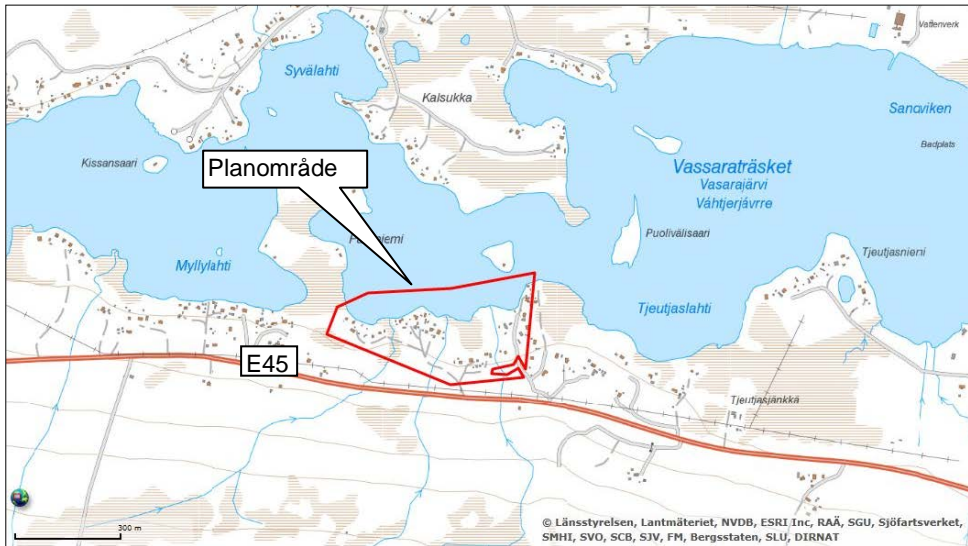 Vattenverk
Syvälahti
Kalsukka
Sandviken
Kissansaari
Badplats
Planområde
Vassaraträsket
Vasarajärvi
Váhtjerjávrre
Puolivälisaari
Tjeutjasniemi
Myllylahti
Tjeutjaslahti
E45
Tjeutjasjänkkä
300 m
© Länsstyrelsen, Lantmäteriet, NVDB, ESRI Inc, RAÄ, SGU, Sjöfartsverket,
SMHI, SVO, SCB, SJV, FM, Bergsstaten, SLU, DIRNAT